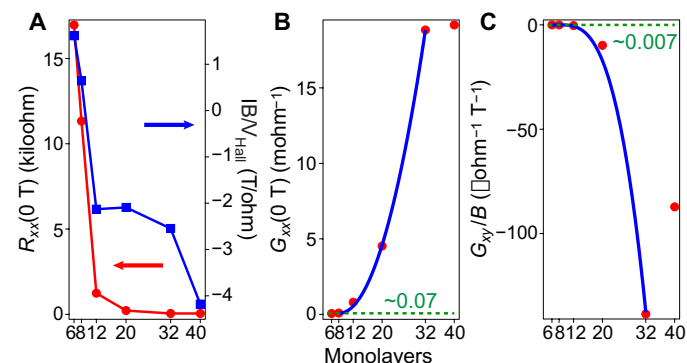 A
B
C
15
10
5
0
R_xx(0 T) (kiloohm)
1
0
−1
−2
−3
−4
IB/V_Hall (T/ohm)
6 8 12 20 32 40
15
10
5
0
G_xx(0 T) (mohm⁻¹)
~0.07
6 8 12 20 32 40
Monolayers
0
−50
−100
G_xy/B (▯ohm⁻¹ T⁻¹)
~0.007
6 8 12 20 32 40